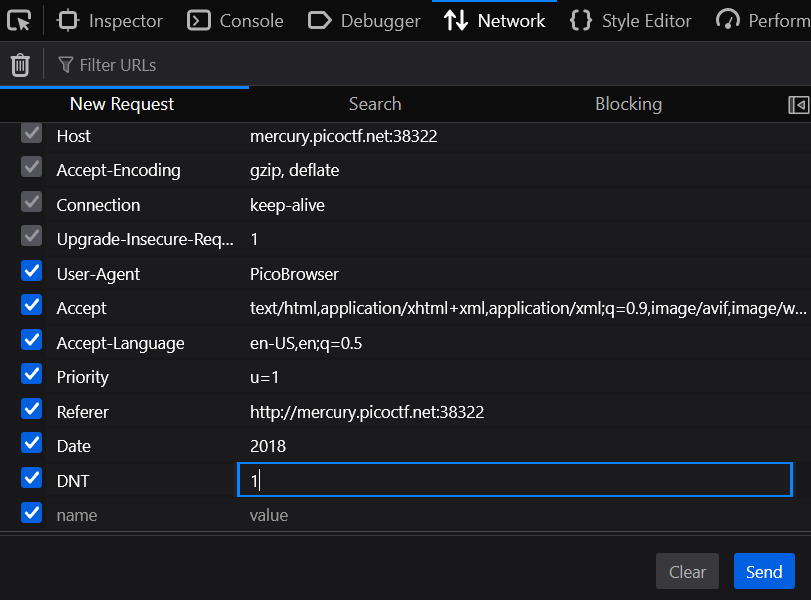 Inspector Console Debugger Network Style Editor Perform
Filter URLs
New Request Search Blocking
Host mercury.picoctf.net:38322
Accept-Encoding gzip, deflate
Connection keep-alive
Upgrade-Insecure-Req... 1
User-Agent PicoBrowser
Accept text/html,application/xhtml+xml,application/xml;q=0.9,image/avif,image/w...
Accept-Language en-US,en;q=0.5
Priority u=1
Referer http://mercury.picoctf.net:38322
Date 2018
DNT 1
name value
Clear Send